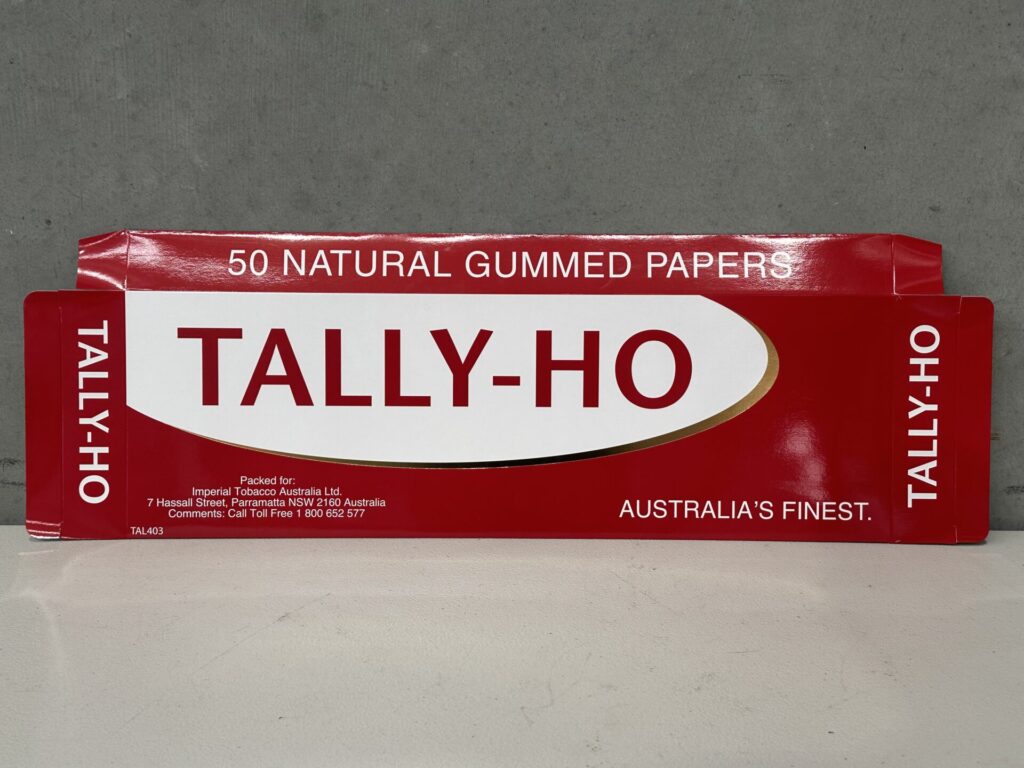 50 NATURAL GUMMED PAPERS
TALLY-HO
TALLY-HO
TALLY-HO
Packed for:
Imperial Tobacco Australia Ltd.
7 Hassall Street, Parramatta NSW 2160 Australia
Comments: Call Toll Free 1 800 652 577
AUSTRALIA'S FINEST.
TAL403